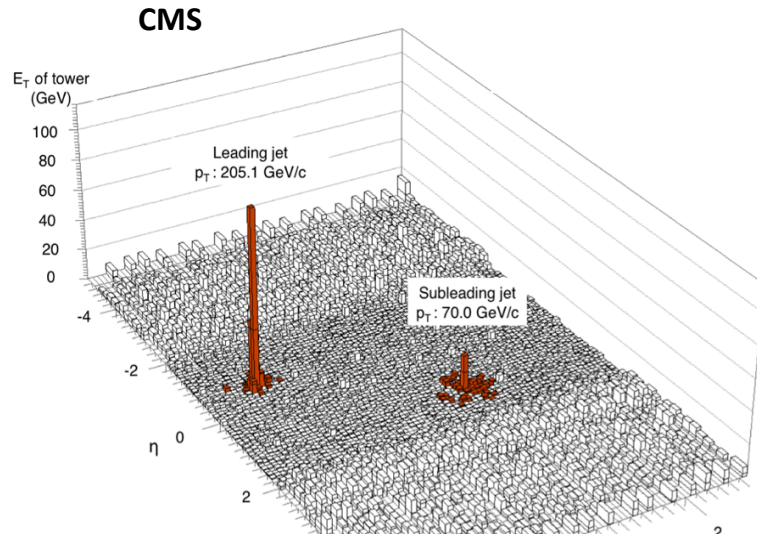 CMS
E_T of tower
(GeV)
100
80
60
40
20
0
Leading jet
p_T : 205.1 GeV/c
Subleading jet
p_T : 70.0 GeV/c
-4
-2
0
η
2
2